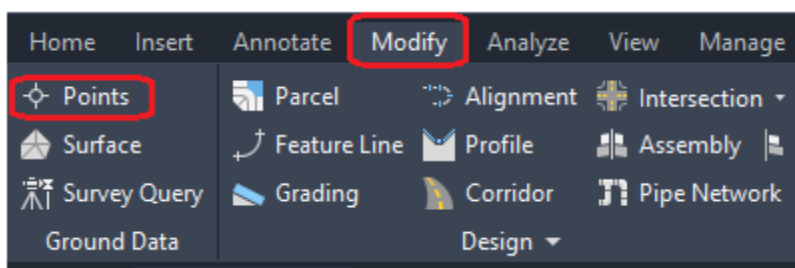 Home Insert Annotate Modify Analyze View Manage
Points Parcel Alignment Intersection
Surface Feature Line Profile Assembly
Survey Query Grading Corridor Pipe Network
Ground Data Design